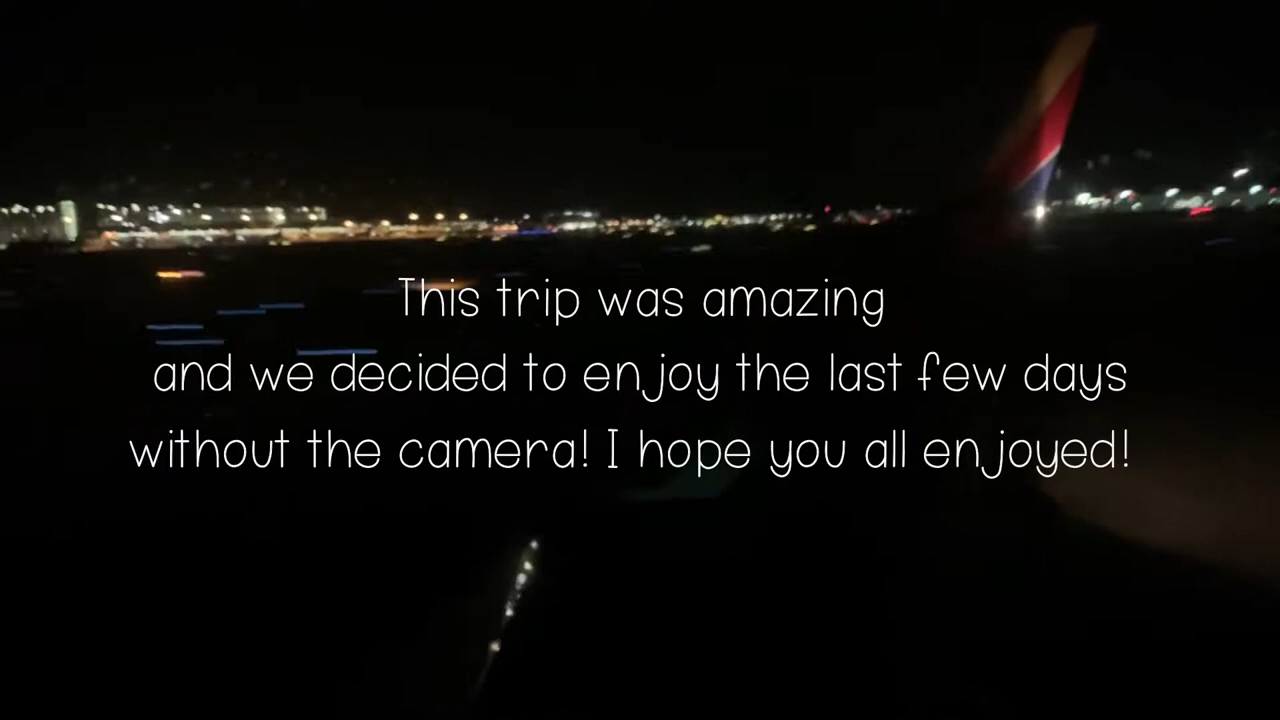 This trip was amazing
and we decided to enjoy the last few days
without the camera! I hope you all enjoyed!